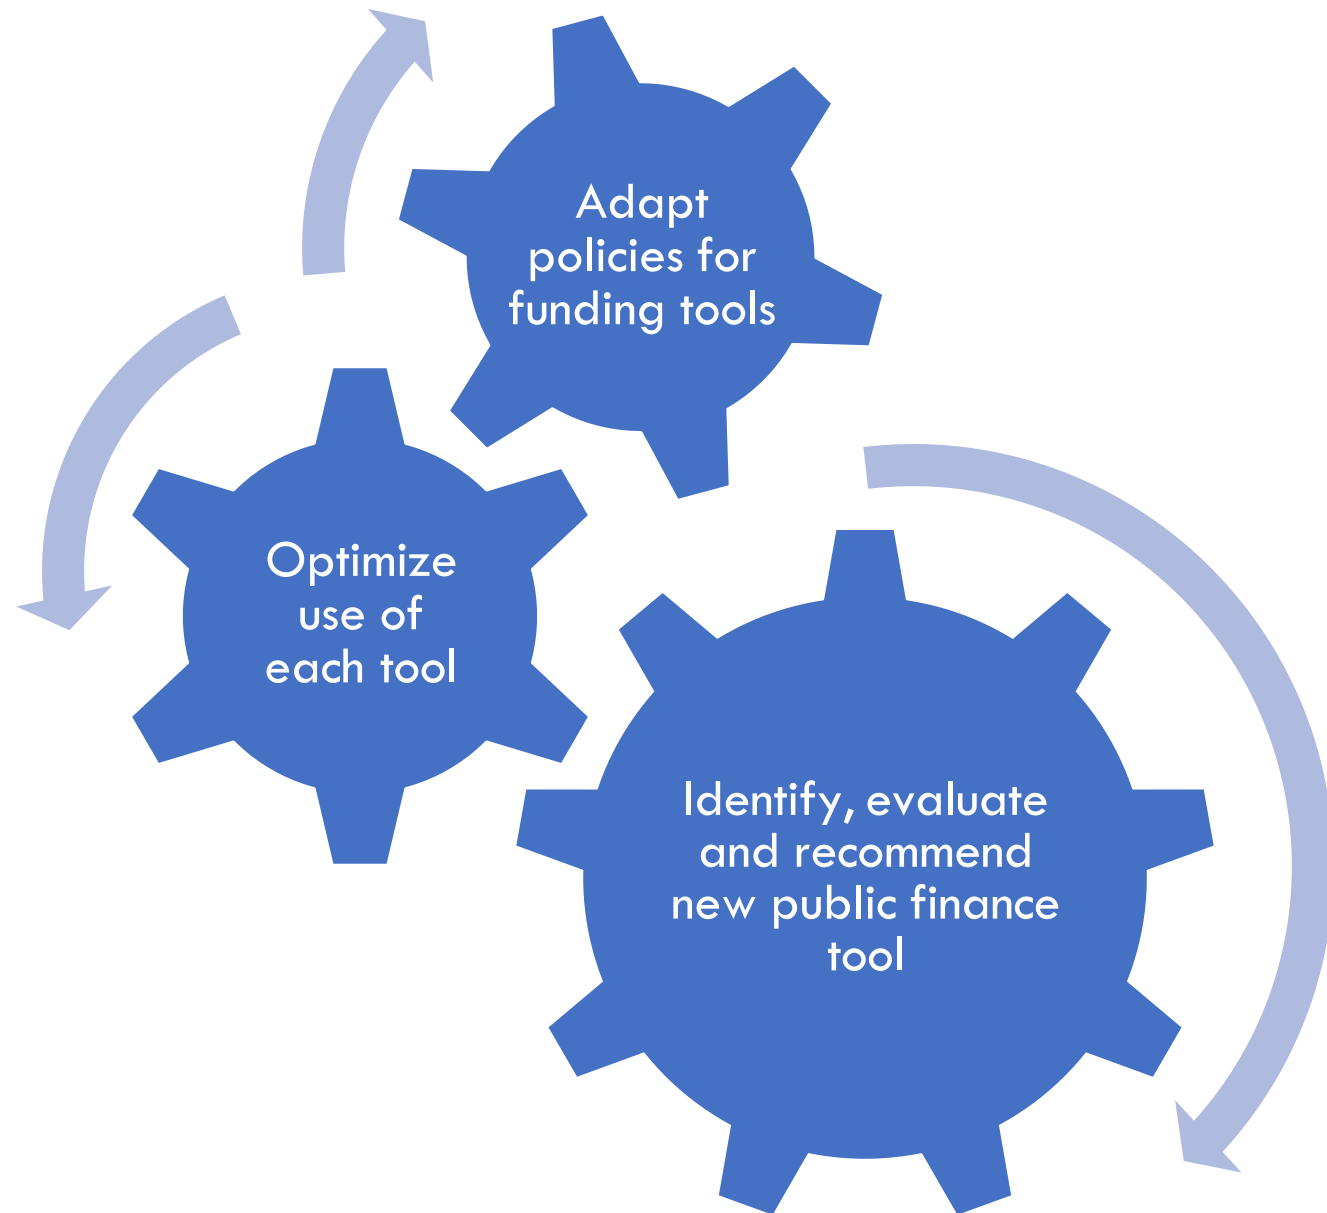 Adapt
policies for
funding tools
Optimize
use of
each tool
Identify, evaluate
and recommend
new public finance
tool